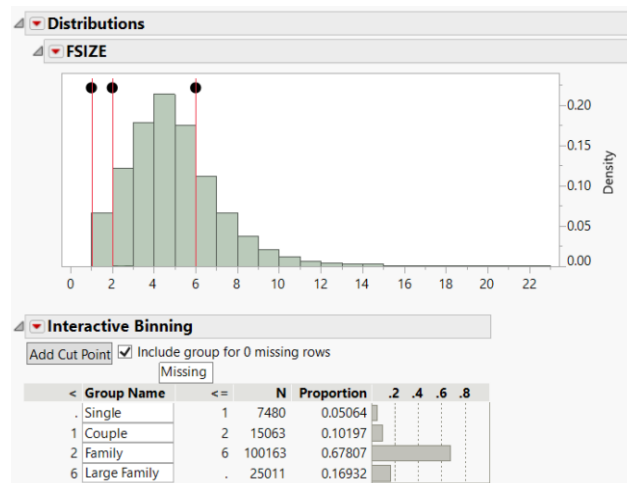 Distributions
FSIZE
0.20
0.15
0.10
0.05
0.00
Density
0 2 4 6 8 10 12 14 16 18 20 22
Interactive Binning
Add Cut Point Include group for 0 missing rows
Missing
< Group Name <= N Proportion .2 .4 .6 .8
. Single 1 7480 0.05064
1 Couple 2 15063 0.10197
2 Family 6 100163 0.67807
6 Large Family . 25011 0.16932